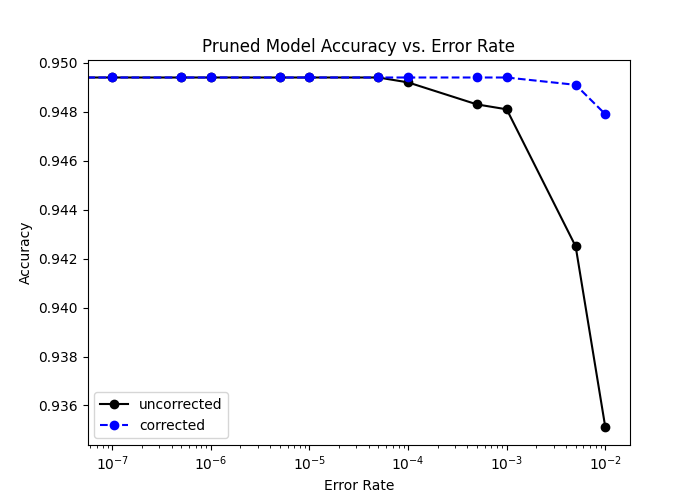 Pruned Model Accuracy vs. Error Rate
0.950
0.948
0.946
0.944
0.942
0.940
0.938
0.936
Accuracy
uncorrected
corrected
10⁻⁷ 10⁻⁶ 10⁻⁵ 10⁻⁴ 10⁻³ 10⁻²
Error Rate